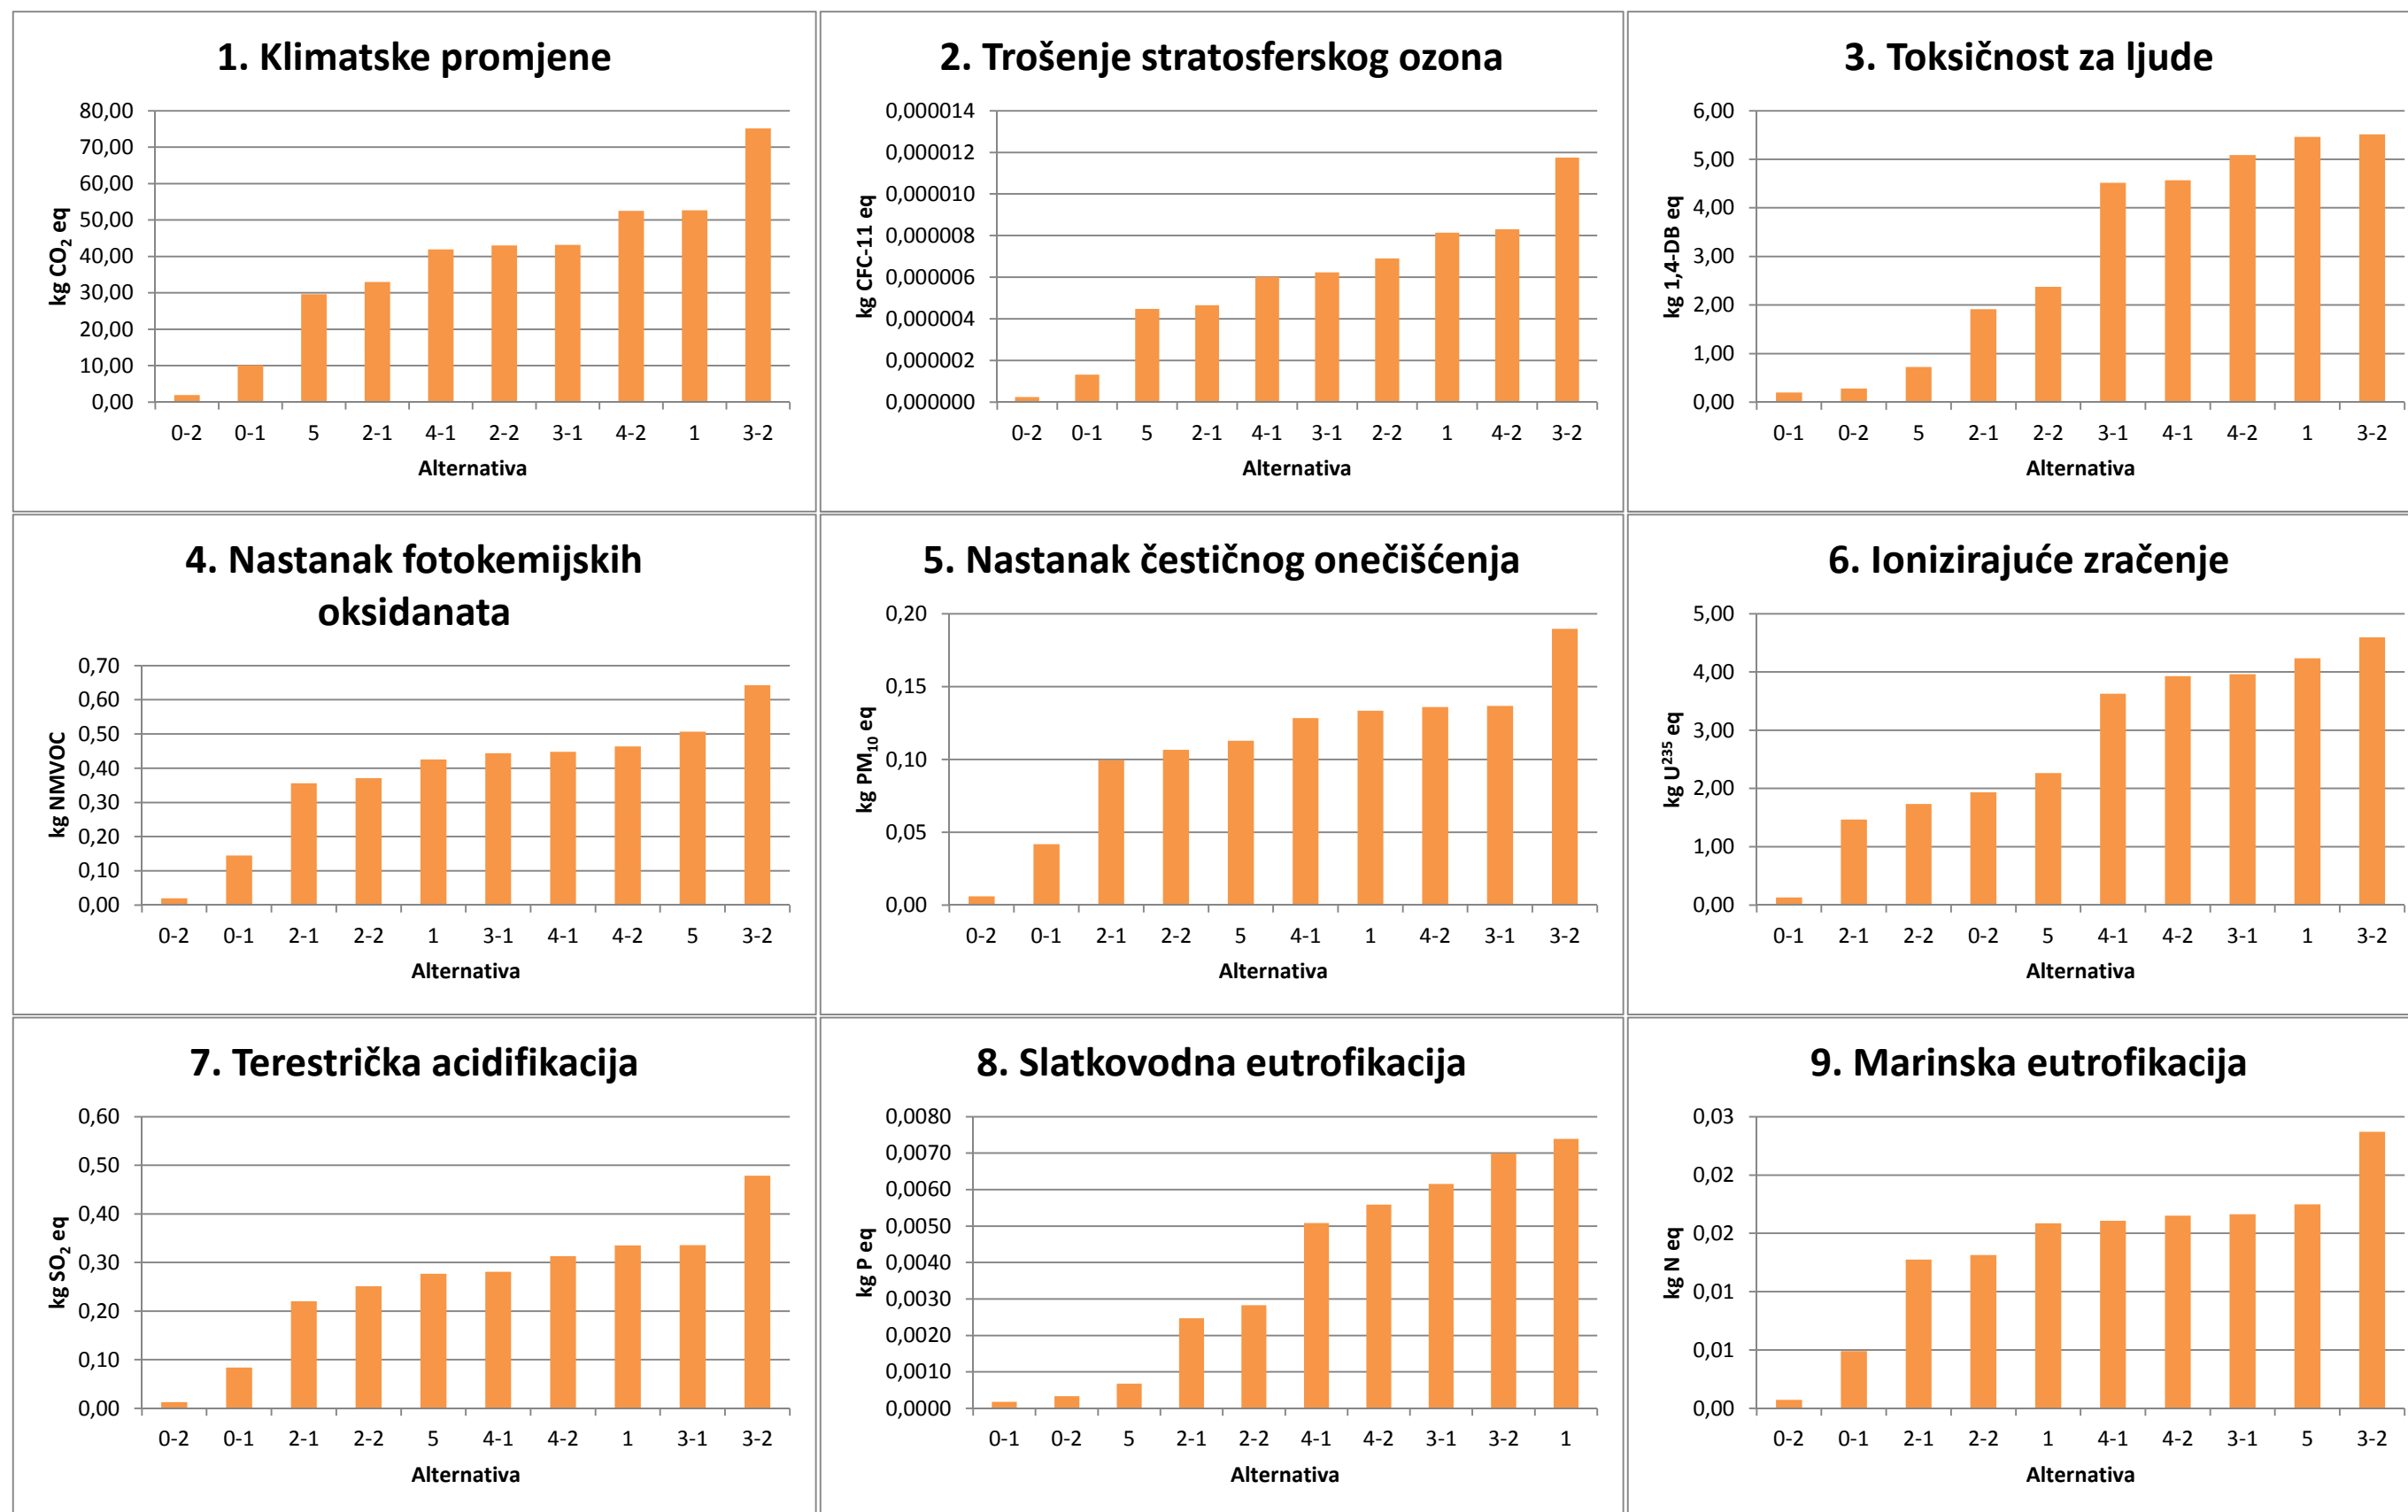 1. Klimatske promjene
kg CO₂ eq
80,00
70,00
60,00
50,00
40,00
30,00
20,00
10,00
0,00
0-2 0-1 5 2-1 4-1 2-2 3-1 4-2 1 3-2
Alternativa
2. Trošenje stratosferskog ozona
kg CFC-11 eq
0,000014
0,000012
0,000010
0,000008
0,000006
0,000004
0,000002
0,000000
0-2 0-1 5 2-1 4-1 3-1 2-2 1 4-2 3-2
Alternativa
3. Toksičnost za ljude
kg 1,4-DB eq
6,00
5,00
4,00
3,00
2,00
1,00
0,00
0-1 0-2 5 2-1 2-2 3-1 4-1 4-2 1 3-2
Alternativa
4. Nastanak fotokemijskih
oksidanata
kg NMVOC
0,70
0,60
0,50
0,40
0,30
0,20
0,10
0,00
0-2 0-1 2-1 2-2 1 3-1 4-1 4-2 5 3-2
Alternativa
5. Nastanak čestičnog onečišćenja
kg PM₁₀ eq
0,20
0,15
0,10
0,05
0,00
0-2 0-1 2-1 2-2 5 4-1 1 4-2 3-1 3-2
Alternativa
6. Ionizirajuće zračenje
kg U²³⁵ eq
5,00
4,00
3,00
2,00
1,00
0,00
0-1 2-1 2-2 0-2 5 4-1 4-2 3-1 1 3-2
Alternativa
7. Terestrička acidifikacija
kg SO₂ eq
0,60
0,50
0,40
0,30
0,20
0,10
0,00
0-2 0-1 2-1 2-2 5 4-1 4-2 1 3-1 3-2
Alternativa
8. Slatkovodna eutrofikacija
kg P eq
0,0080
0,0070
0,0060
0,0050
0,0040
0,0030
0,0020
0,0010
0,0000
0-1 0-2 5 2-1 2-2 4-1 4-2 3-1 3-2 1
Alternativa
9. Marinska eutrofikacija
kg N eq
0,03
0,02
0,02
0,01
0,01
0,00
0-2 0-1 2-1 2-2 1 4-1 4-2 3-1 5 3-2
Alternativa